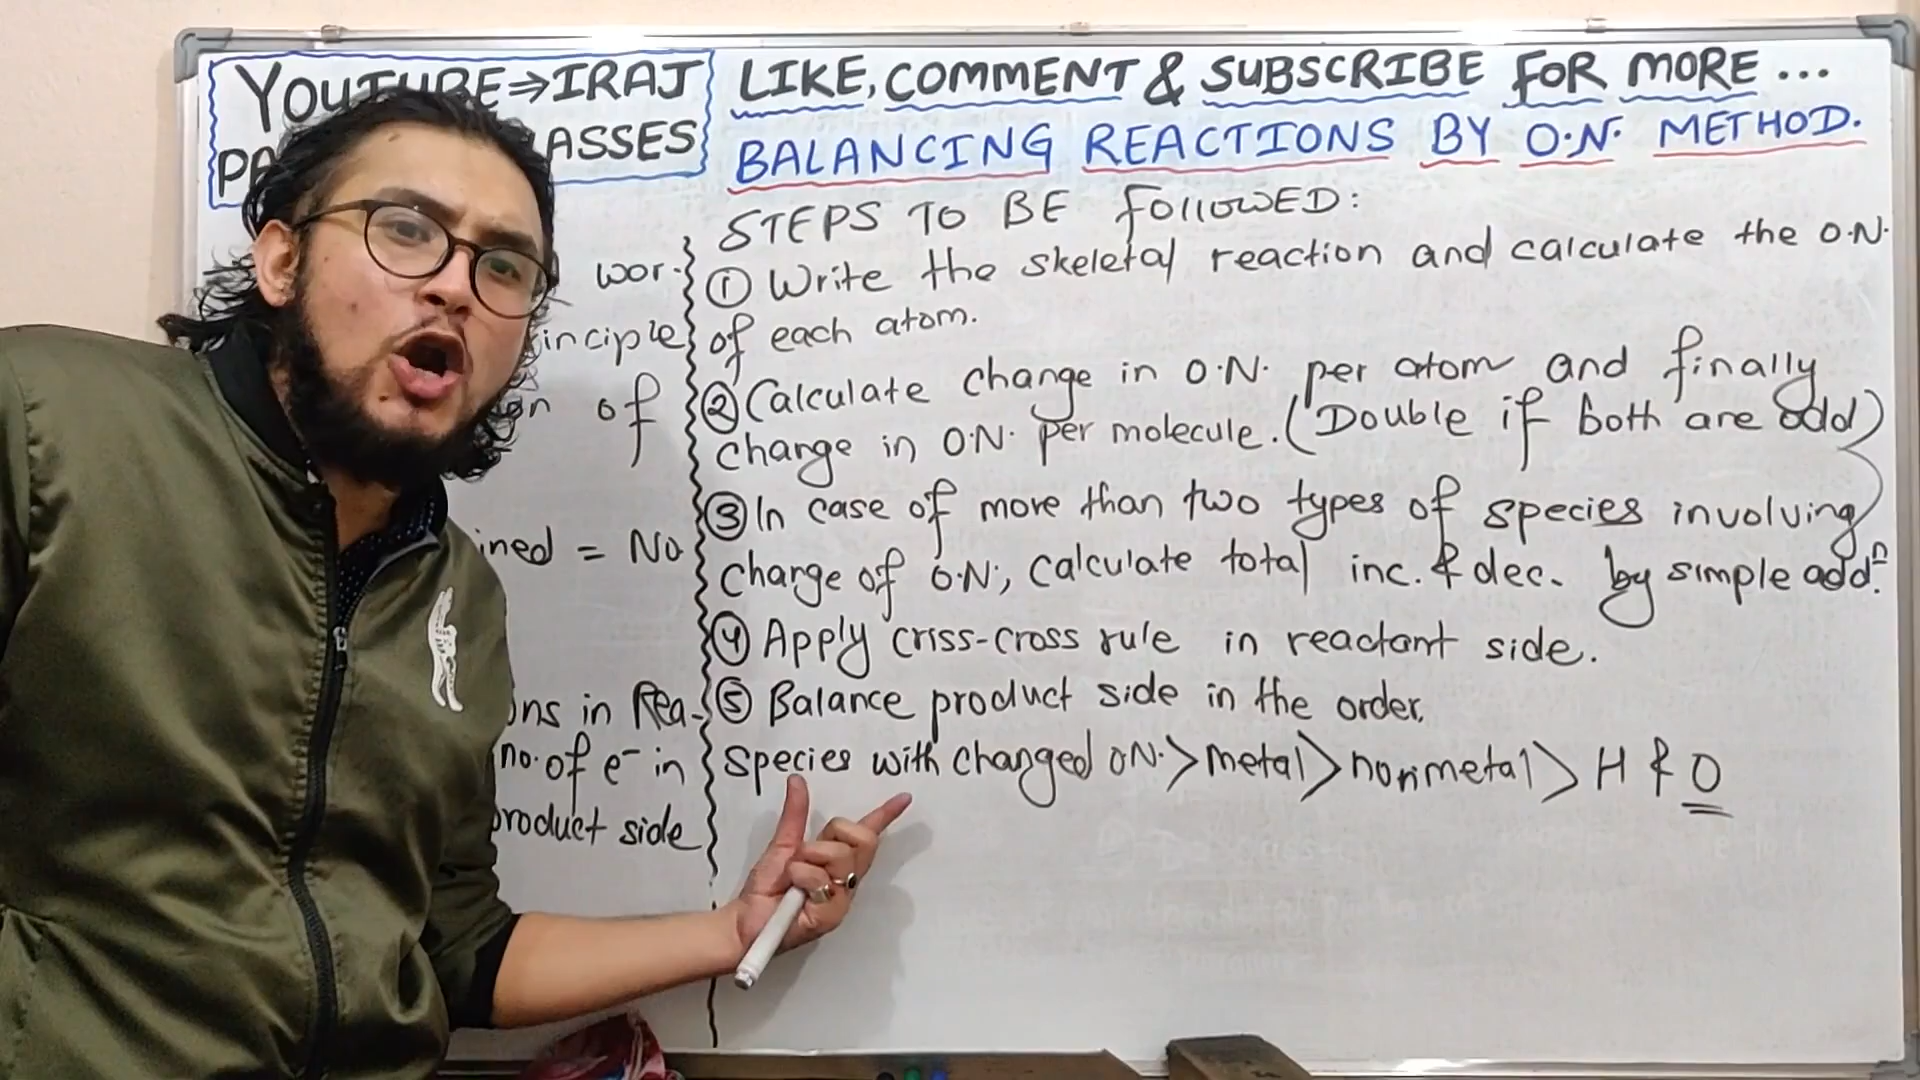 YOUTUBE⇒IRAJ
ASSES
LIKE, COMMENT & SUBSCRIBE FOR MORE ...
BALANCING REACTIONS BY O.N. METHOD.
wor-
inciple
of
ined = No
ons in Rea-
no. of e⁻ in
product side
STEPS TO BE FOLLOWED:
① Write the skeletal reaction and calculate the O.N.
of each atom.
② Calculate change in O.N. per atom and finally
change in O.N. per molecule. (Double if both are odd)
③ In case of more than two types of species involving
change of O.N., calculate total inc. & dec. by simple addⁿ.
④ Apply criss-cross rule in reactant side.
⑤ Balance product side in the order,
species with changed O.N. > metal > nonmetal > H & O